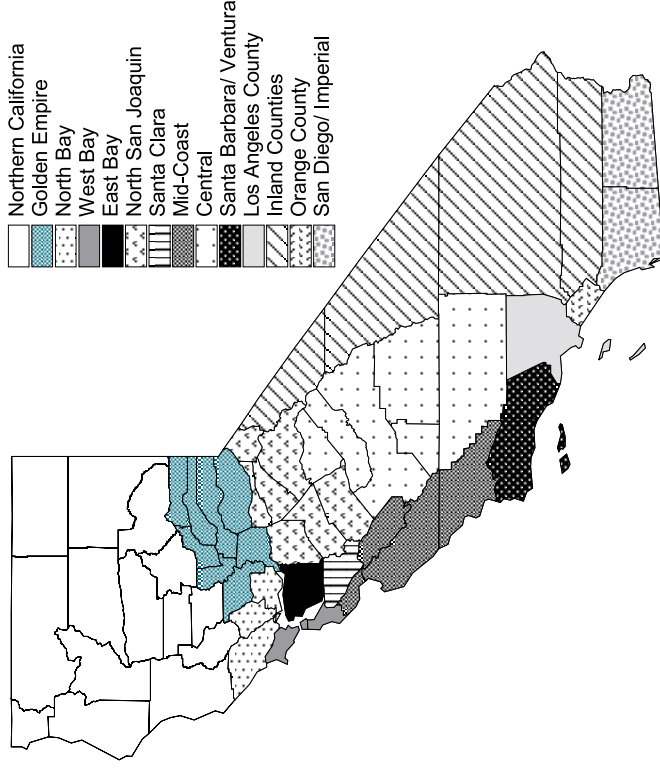 Northern California
Golden Empire
North Bay
West Bay
East Bay
North San Joaquin
Santa Clara
Mid-Coast
Central
Santa Barbara/ Ventura
Los Angeles County
Inland Counties
Orange County
San Diego/ Imperial